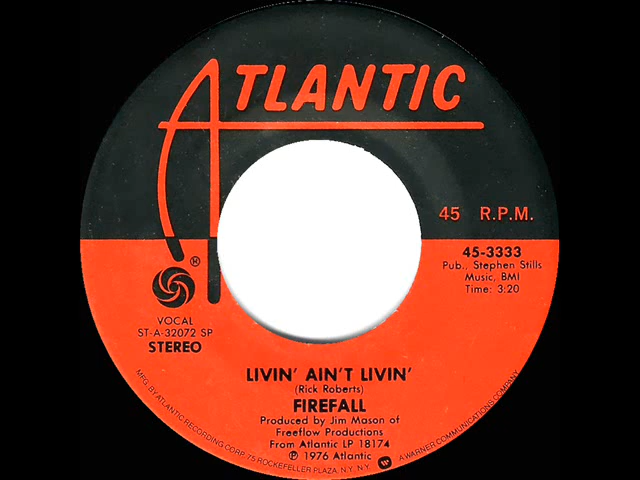 ATLANTIC
45 R.P.M.
45-3333
Pub., Stephen Stills
Music, BMI
Time: 3:20
®
VOCAL
ST-A-32072 SP
STEREO
LIVIN' AIN'T LIVIN'
(Rick Roberts)
FIREFALL
Produced by Jim Mason of
Freeflow Productions
From Atlantic LP 18174
℗ 1976 Atlantic
MFG. BY ATLANTIC RECORDING CORP. 75 ROCKEFELLER PLAZA, N.Y. N.Y. A WARNER COMMUNICATIONS COMPANY